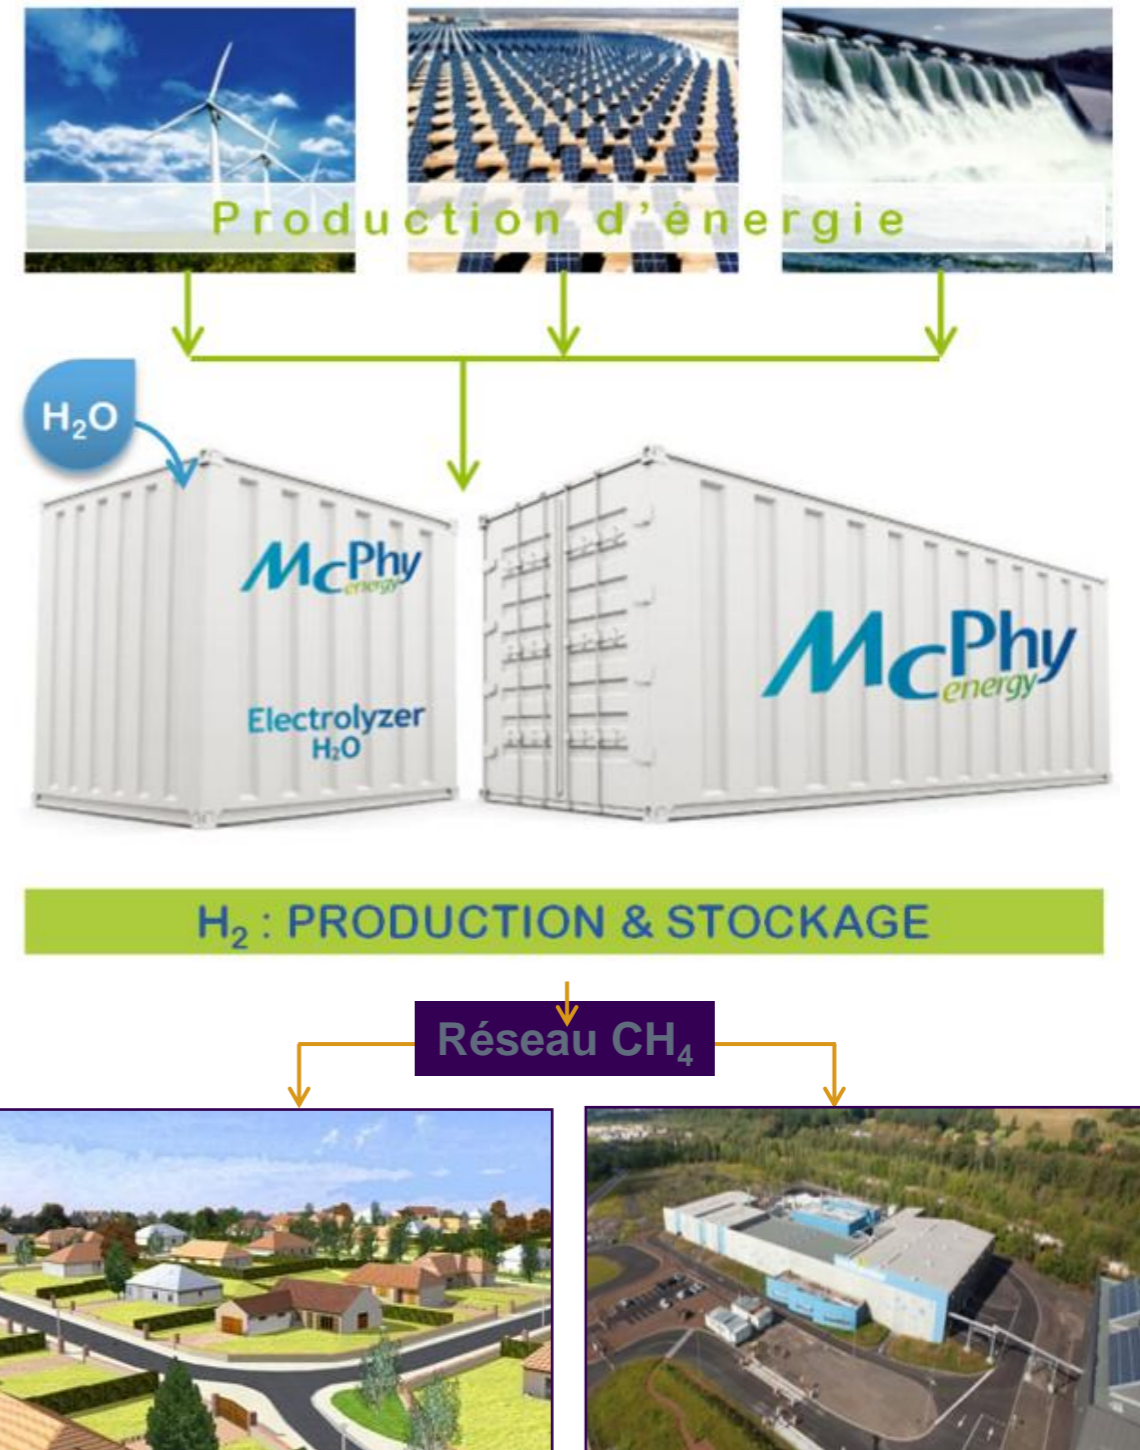 Production d'énergie
H₂O
McPhy
energy
Electrolyzer
H₂O
McPhy
energy
H₂ : PRODUCTION & STOCKAGE
Réseau CH₄